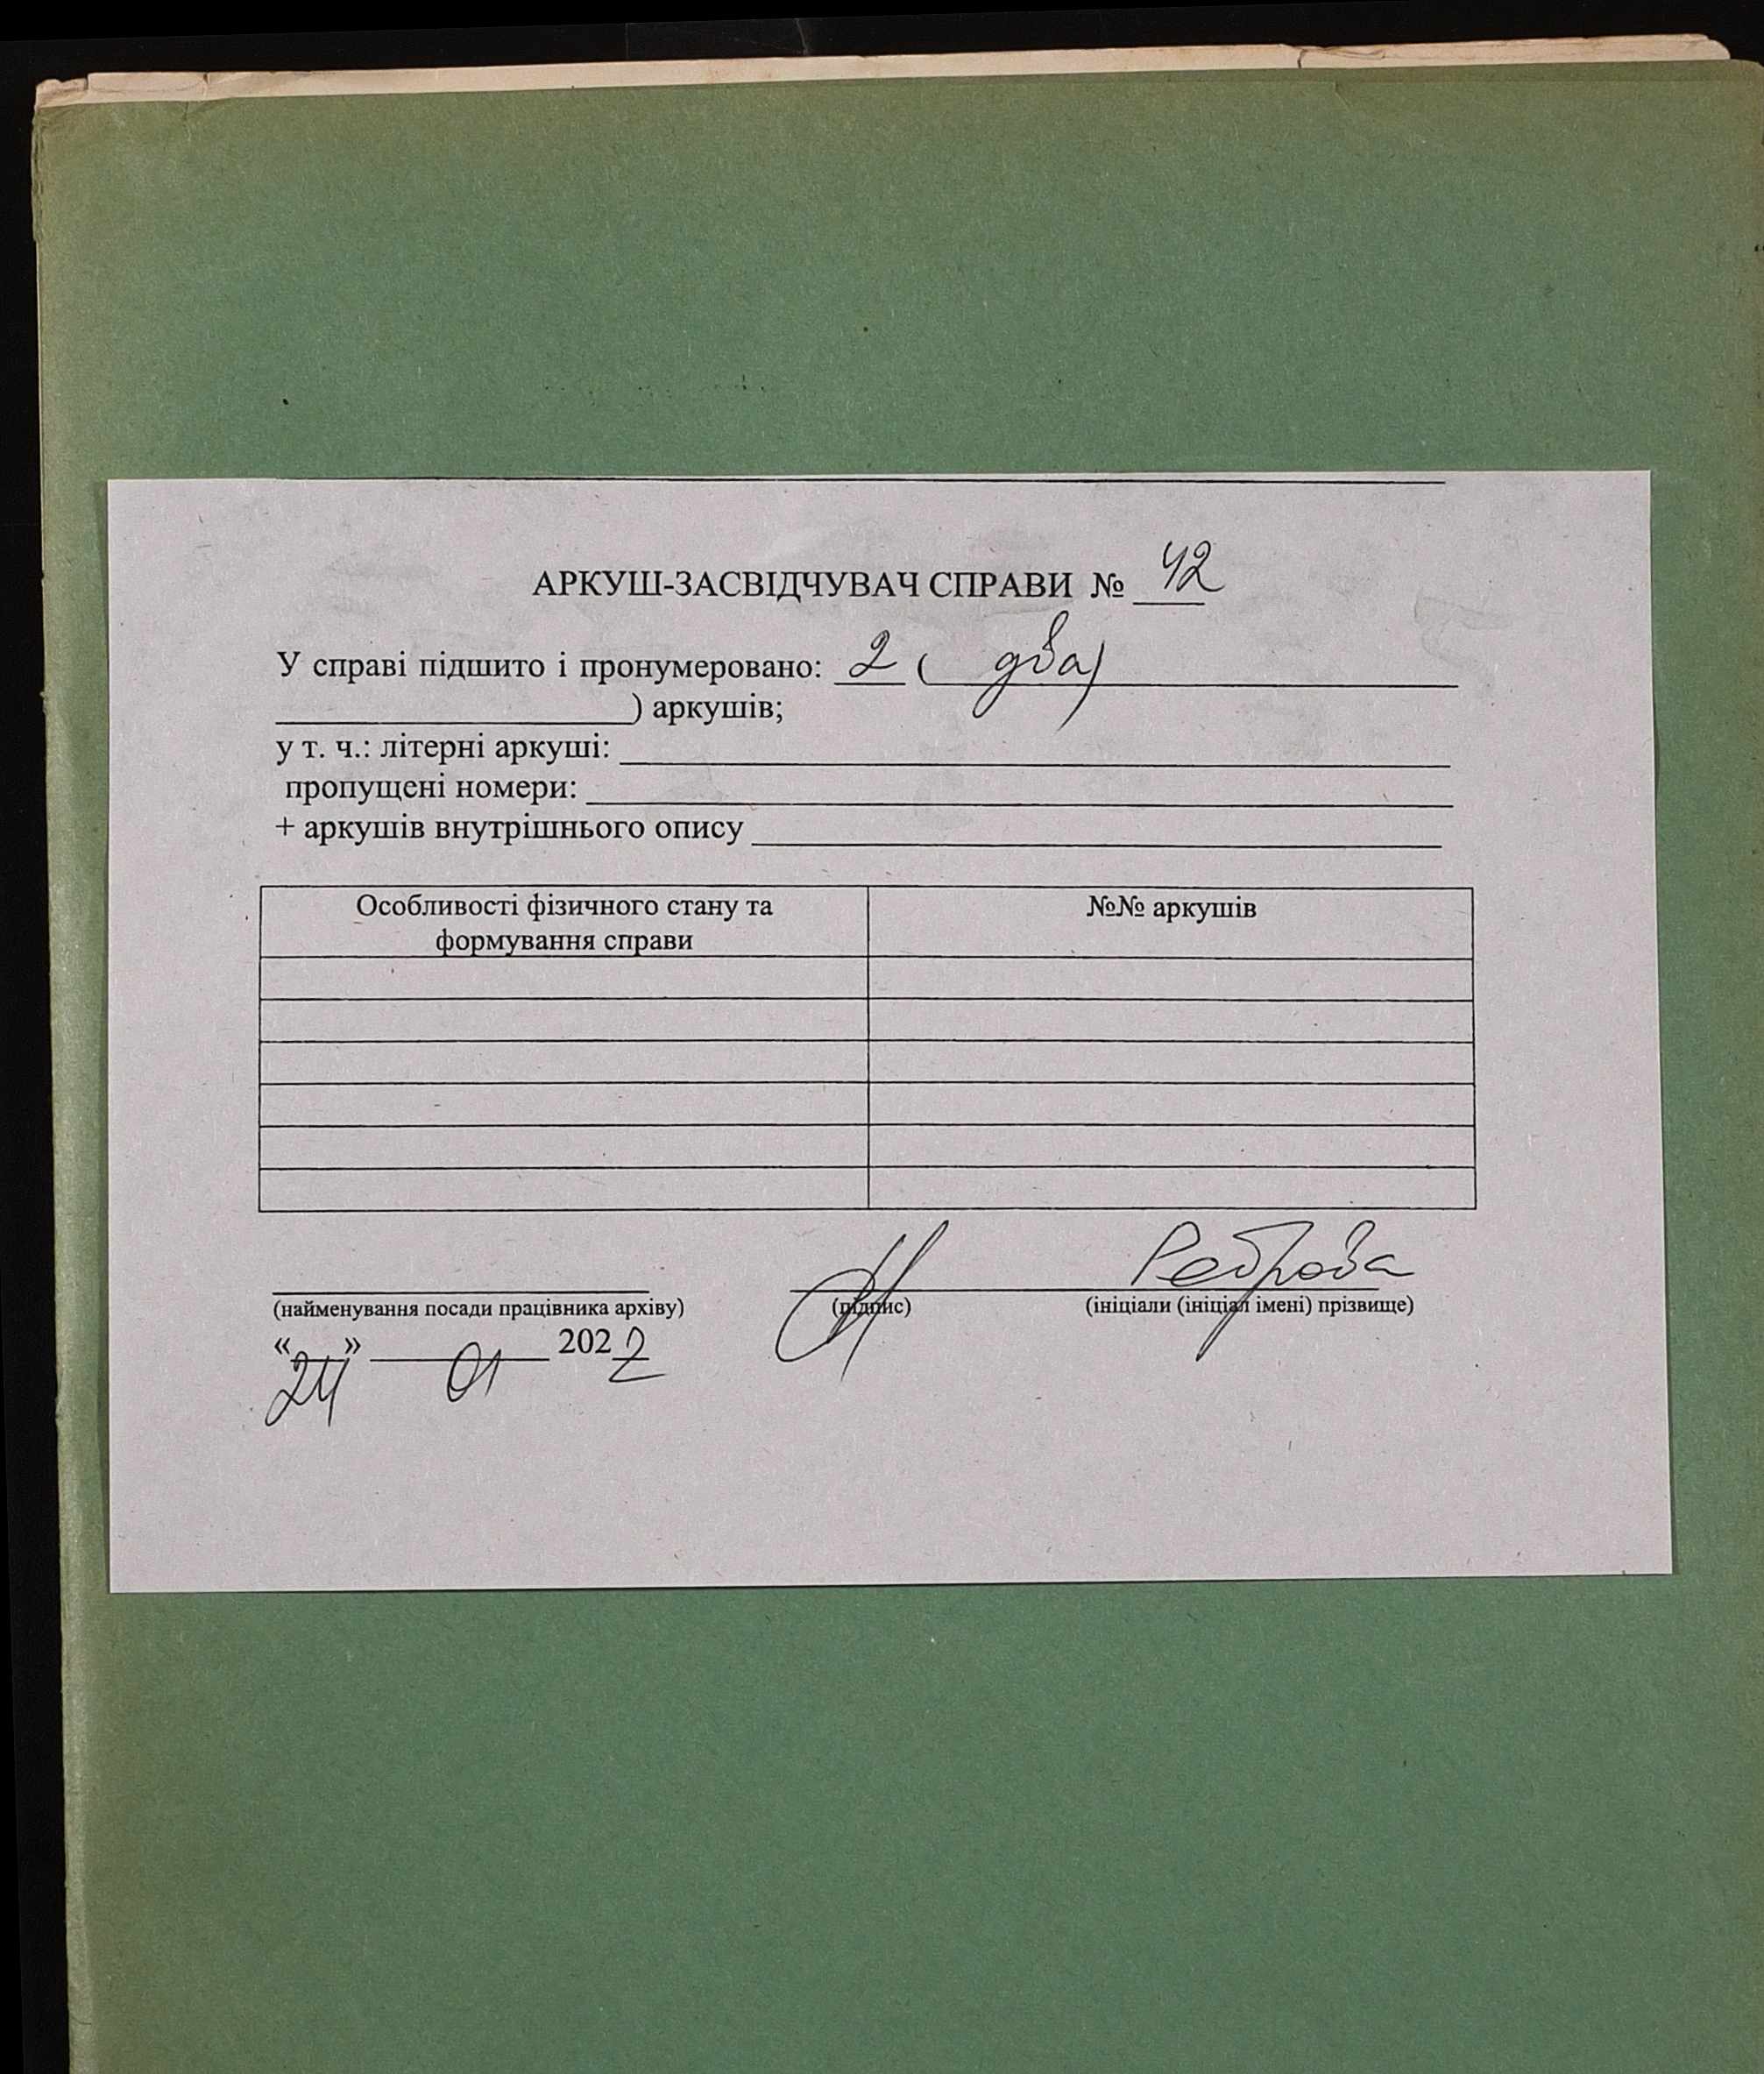 АРКУШ-ЗАСВІДЧУВАЧ СПРАВИ № 42
У справі підшито і пронумеровано: 2 ( два)
) аркушів;
у т. ч.: літерні аркуші:
пропущені номери:
+ аркушів внутрішнього опису
Особливості фізичного стану та формування справи
№№ аркушів
Реброва
(найменування посади працівника архіву) (підпис) (ініціали (ініціал імені) прізвище)
«24» 01 2022